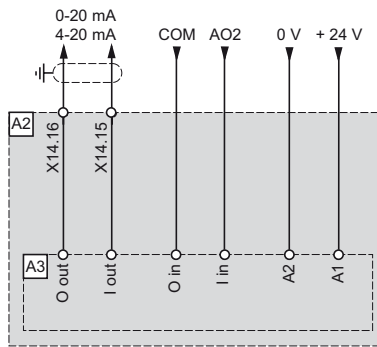 0-20 mA
4-20 mA
COM AO2 0 V + 24 V
A2
X14.16
X14.15
A3
O out
I out
O in
I in
A2
A1